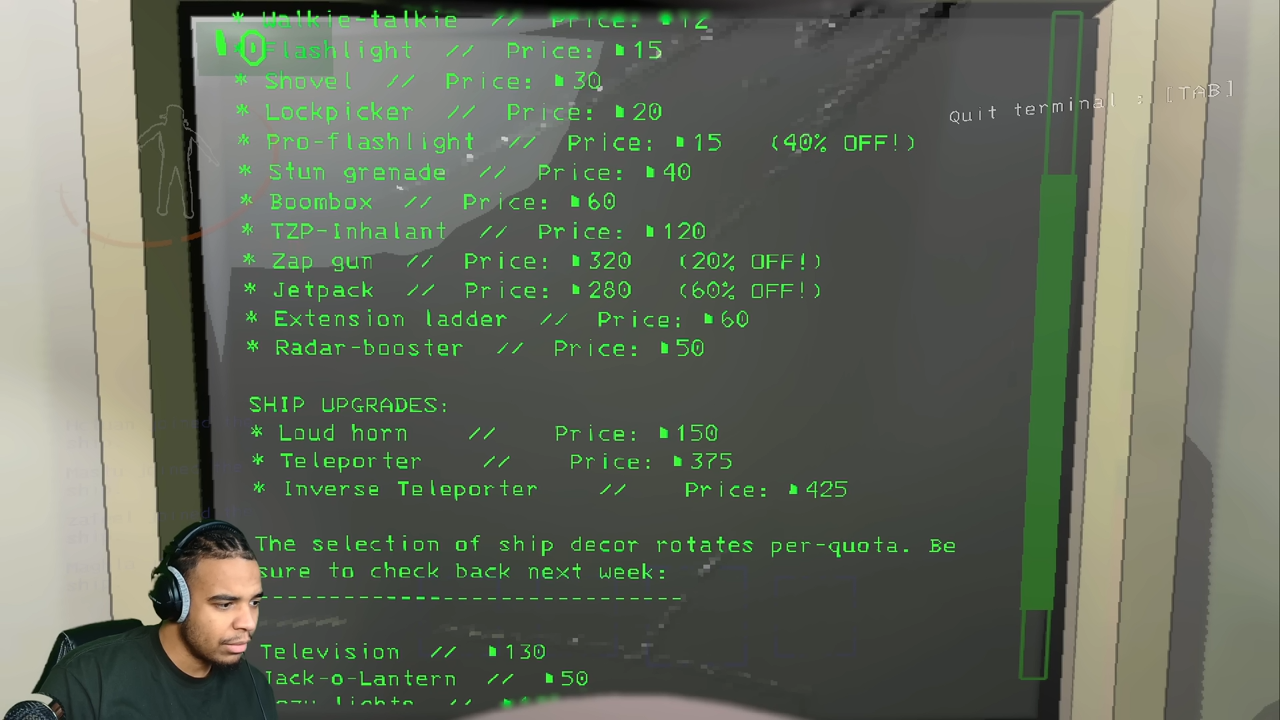 * Walkie-talkie // Price: ▮12
* Flashlight // Price: ▮15
* Shovel // Price: ▮30
* Lockpicker // Price: ▮20
* Pro-flashlight // Price: ▮15 (40% OFF!)
* Stun grenade // Price: ▮40
* Boombox // Price: ▮60
* TZP-Inhalant // Price: ▮120
* Zap gun // Price: ▮320 (20% OFF!)
* Jetpack // Price: ▮280 (60% OFF!)
* Extension ladder // Price: ▮60
* Radar-booster // Price: ▮50
SHIP UPGRADES:
* Loud horn // Price: ▮150
* Teleporter // Price: ▮375
* Inverse Teleporter // Price: ▮425
The selection of ship decor rotates per-quota. Be
sure to check back next week:
------------------------------
Television // ▮130
Jack-o-Lantern // ▮50
Quit terminal : [TAB]